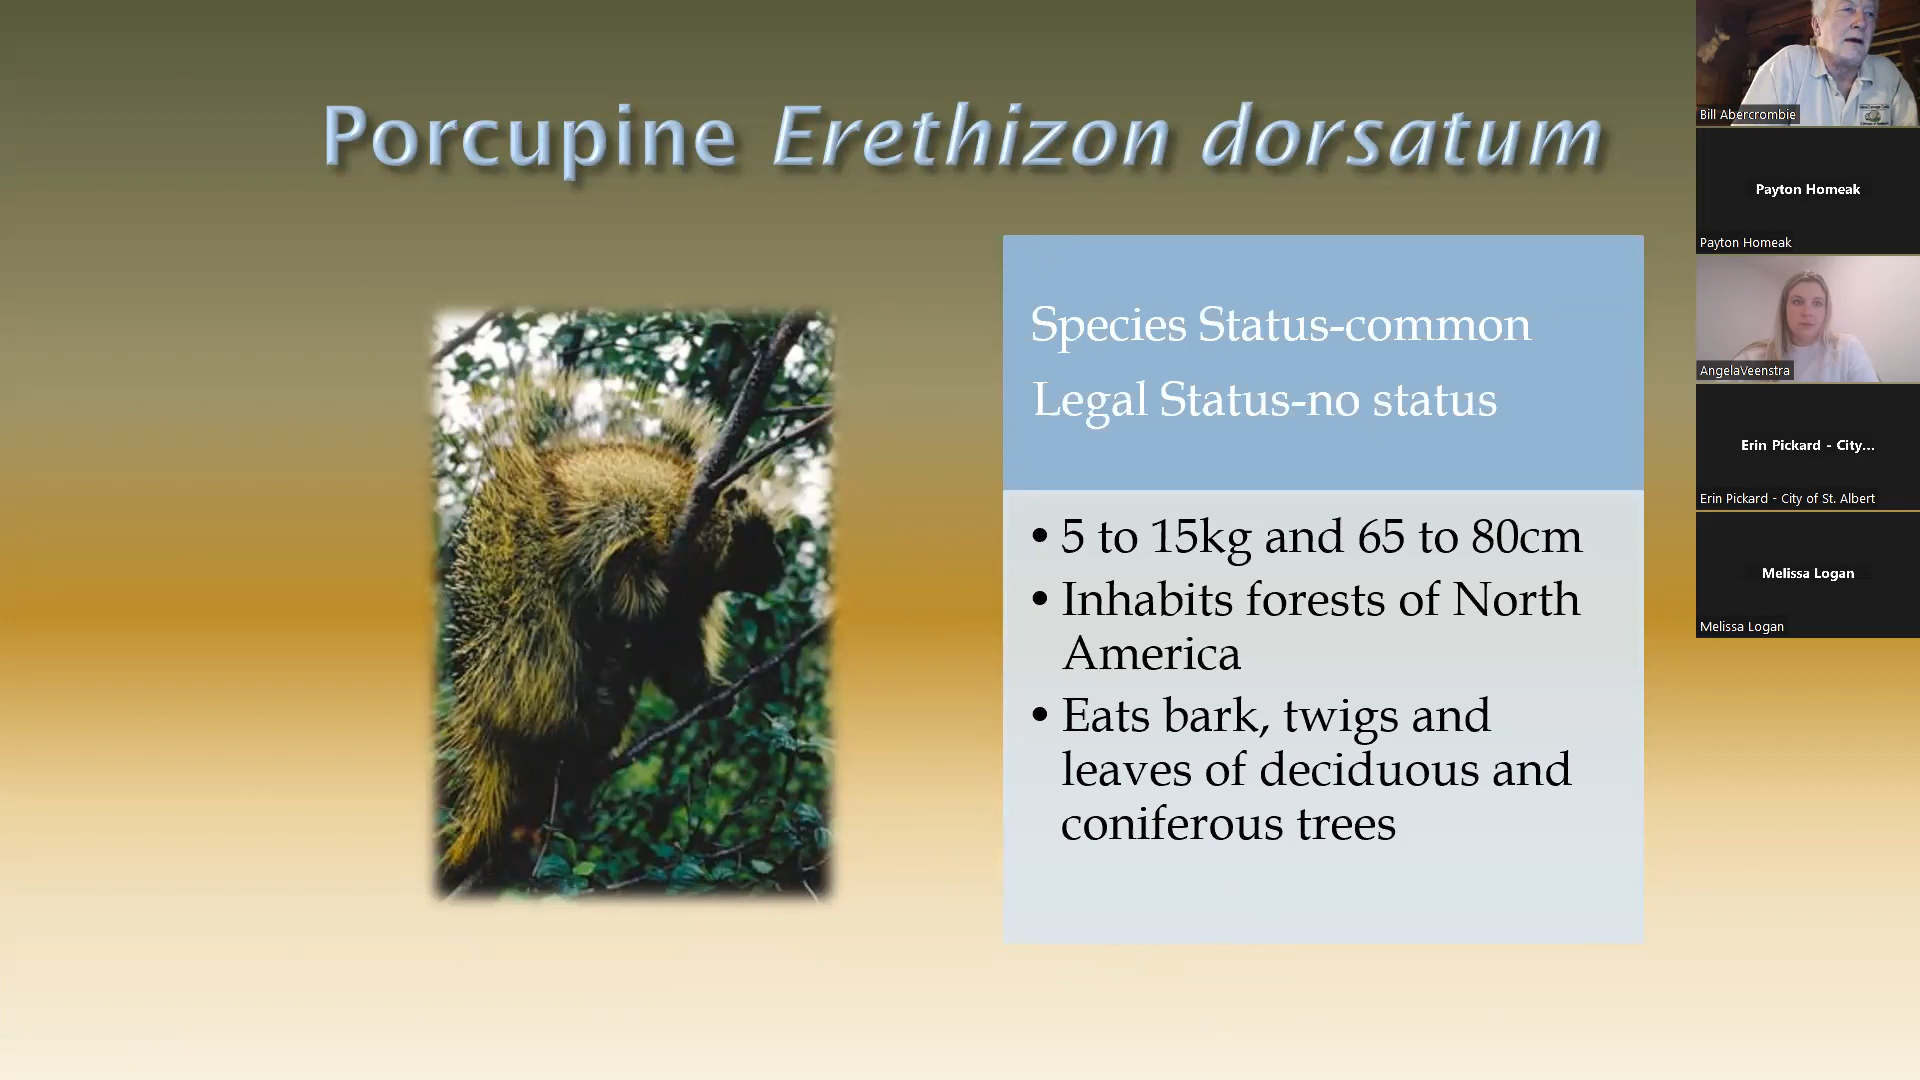 Porcupine Erethizon dorsatum
Species Status-common
Legal Status-no status
• 5 to 15kg and 65 to 80cm
• Inhabits forests of North
America
• Eats bark, twigs and
leaves of deciduous and
coniferous trees
Bill Abercrombie
Payton Homeak
Payton Homeak
AngelaVeenstra
Erin Pickard - City...
Erin Pickard - City of St. Albert
Melissa Logan
Melissa Logan